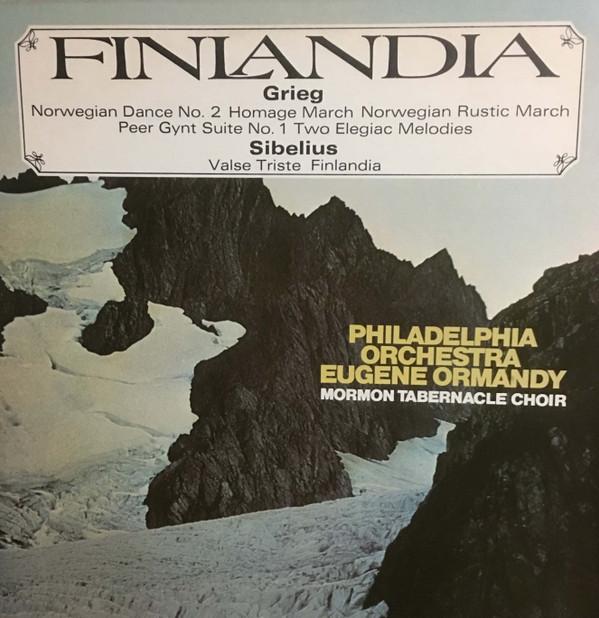 FINLANDIA
Grieg
Norwegian Dance No. 2 Homage March Norwegian Rustic March
Peer Gynt Suite No. 1 Two Elegiac Melodies
Sibelius
Valse Triste Finlandia
PHILADELPHIA
ORCHESTRA
EUGENE ORMANDY
MORMON TABERNACLE CHOIR